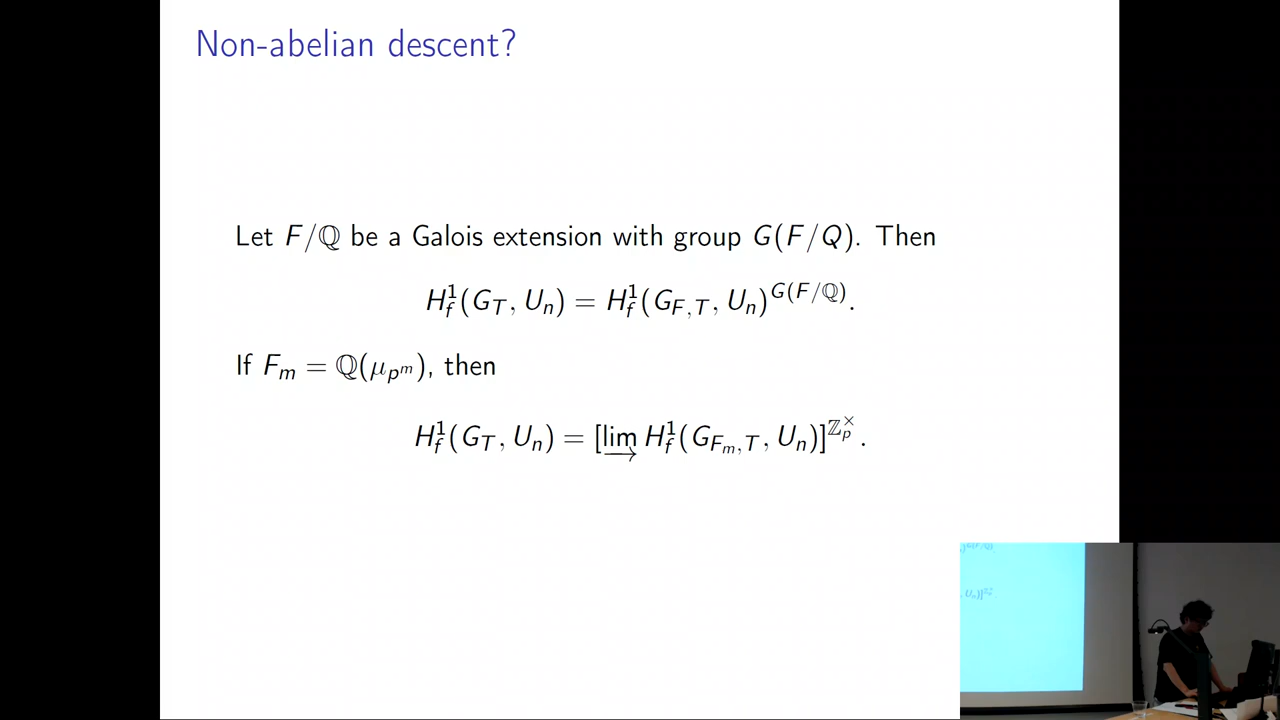 Non-abelian descent?
Let F/ℚ be a Galois extension with group G(F/Q). Then
H¹_f(G_T, U_n) = H¹_f(G_{F,T}, U_n)^{G(F/ℚ)}.
If F_m = ℚ(μ_{p^m}), then
H¹_f(G_T, U_n) = [lim→ H¹_f(G_{F_m,T}, U_n)]^{ℤ_p^×}.